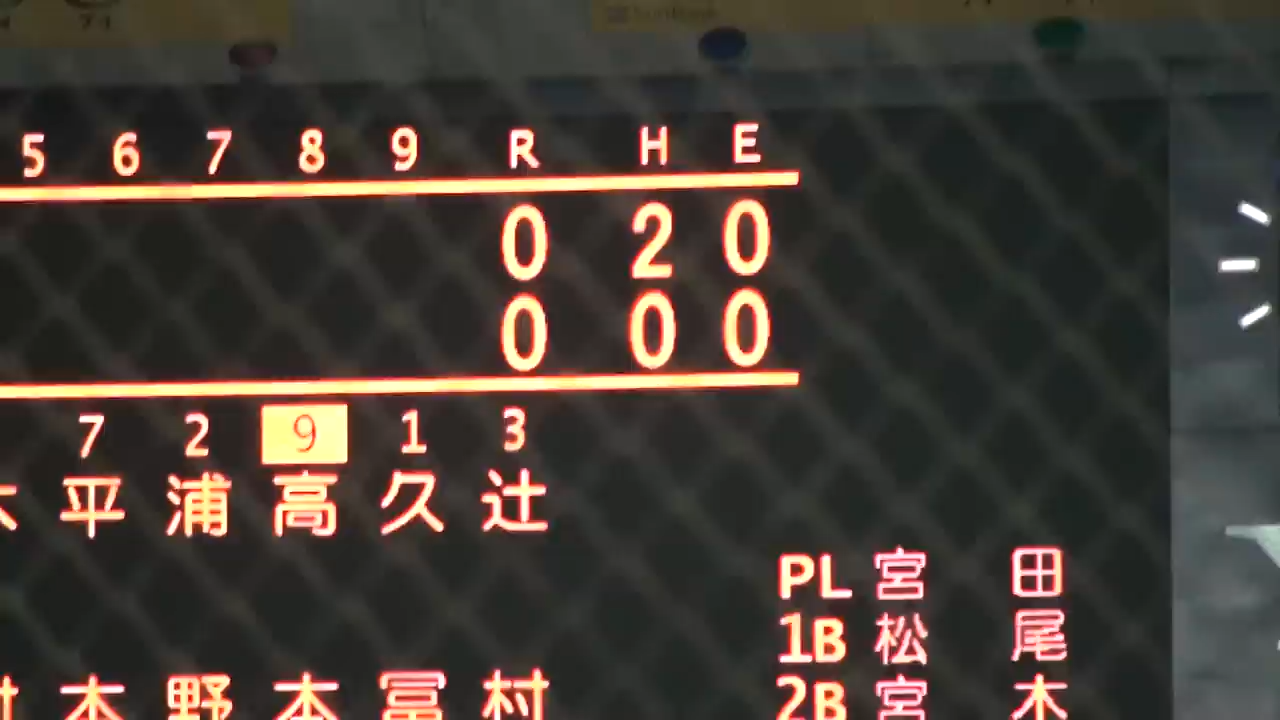 5 6 7 8 9 R H E
0 2 0
0 0 0
7 2 9 1 3
平 浦 高 久 辻
PL 宮 田
1B 松 尾
2B 宮 木
本 野 本 冨 村